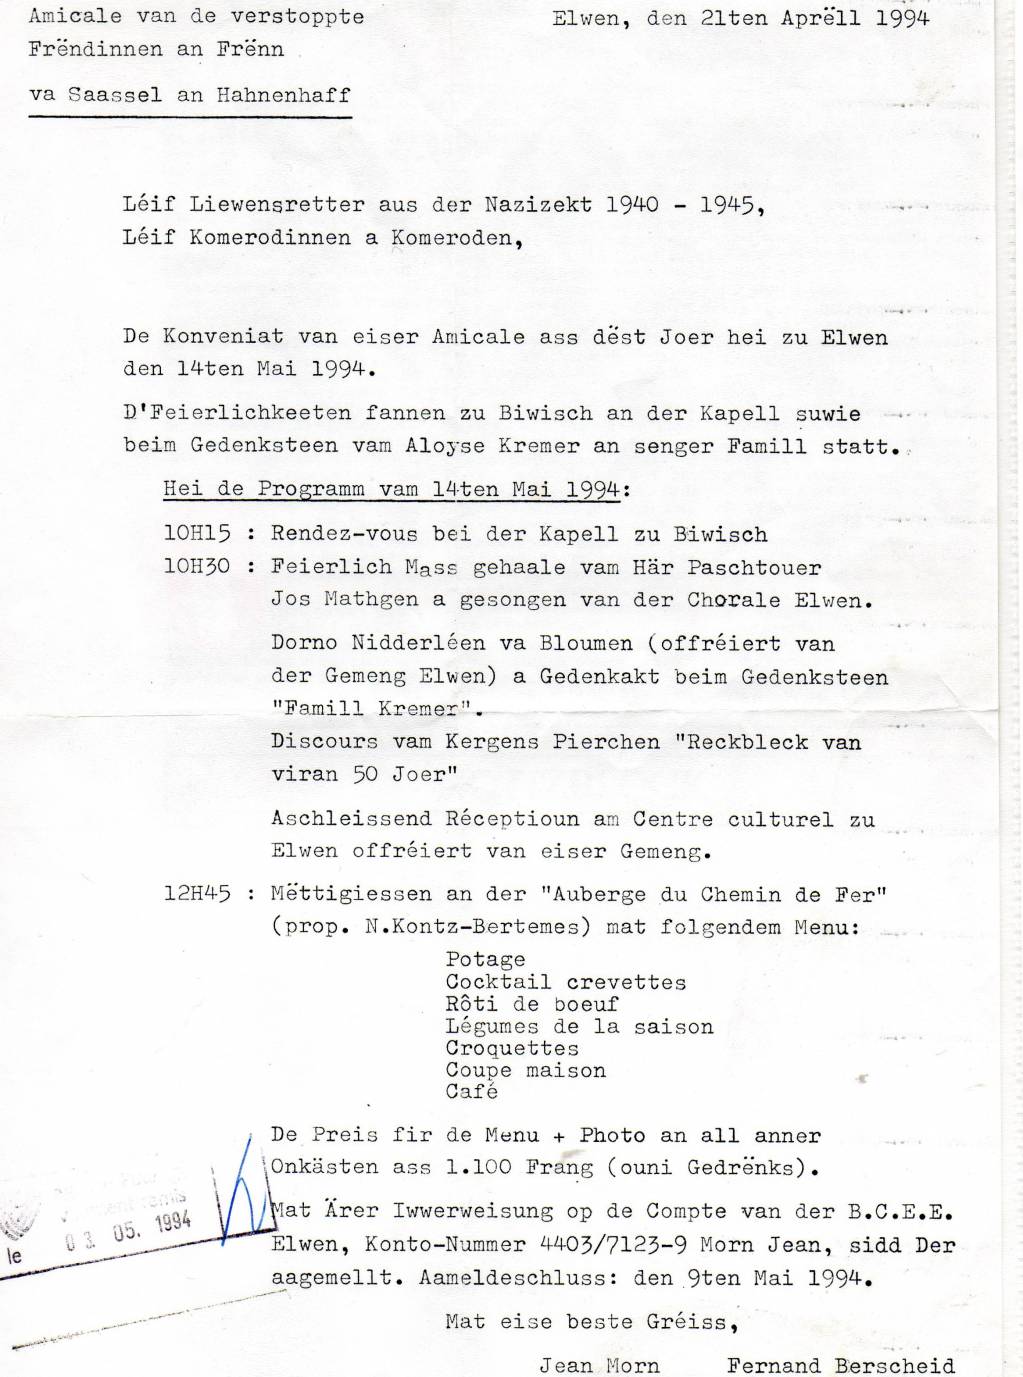 Amicale van de verstoppte
Elwen, den 21ten Aprëll 1994
Frëndinnen an Frënn
va Saassel an Hahnenhaff
Léif Liewensretter aus der Nazizekt 1940 - 1945,
Léif Komerodinnen a Komeroden,
De Konveniat van eiser Amicale ass dëst Joer hei zu Elwen
den 14ten Mai 1994.
D'Feierlichkeeten fannen zu Biwisch an der Kapell suwie
beim Gedenksteen vam Aloyse Kremer an senger Famill statt.
Hei de Programm vam 14ten Mai 1994:
10H15 : Rendez-vous bei der Kapell zu Biwisch
10H30 : Feierlich Mass gehaale vam Här Paschtouer
Jos Mathgen a gesongen van der Chorale Elwen.
Dorno Nidderléen va Bloumen (offréiert van
der Gemeng Elwen) a Gedenkakt beim Gedenksteen
"Famill Kremer".
Discours vam Kergens Pierchen "Reckbleck van
viran 50 Joer"
Aschleissend Réceptioun am Centre culturel zu
Elwen offréiert van eiser Gemeng.
12H45 : Mëttigiessen an der "Auberge du Chemin de Fer"
(prop. N.Kontz-Bertemes) mat folgendem Menu:
Potage
Cocktail crevettes
Rôti de boeuf
Légumes de la saison
Croquettes
Coupe maison
Café
De Preis fir de Menu + Photo an all anner
Onkästen ass 1.100 Frang (ouni Gedrënks).
Mat Ärer Iwwerweisung op de Compte van der B.C.E.E.
Elwen, Konto-Nummer 4403/7123-9 Morn Jean, sidd Der
aagemellt. Aameldeschluss: den 9ten Mai 1994.
le 03. 05. 1994
Mat eise beste Gréiss,
Jean Morn Fernand Berscheid